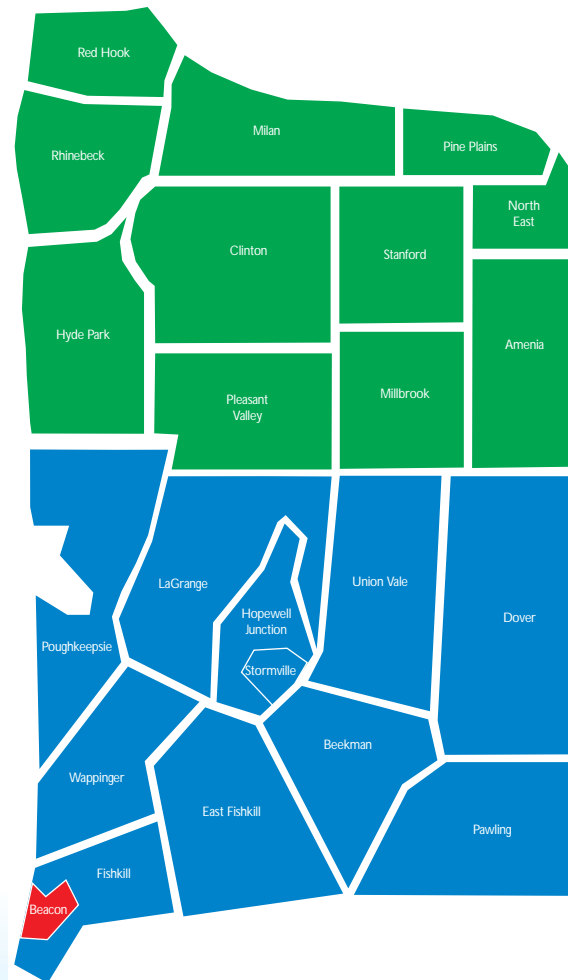 Red Hook
Milan
Pine Plains
Rhinebeck
North
East
Clinton
Stanford
Hyde Park
Amenia
Pleasant
Valley
Millbrook
LaGrange
Union Vale
Hopewell
Junction
Dover
Poughkeepsie
Stormville
Beekman
Wappinger
East Fishkill
Pawling
Fishkill
Beacon